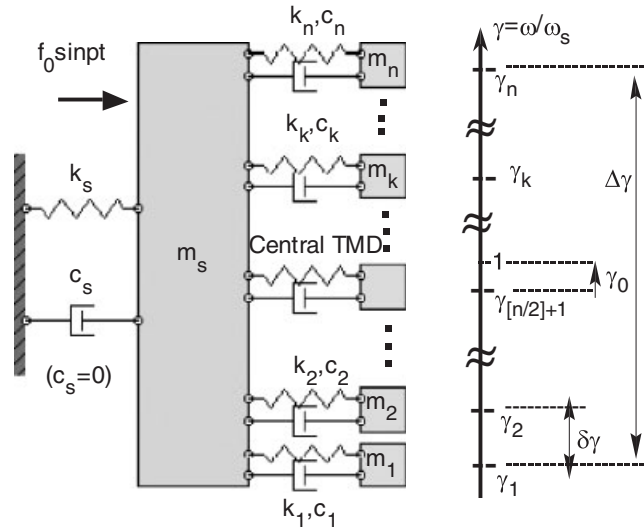 kn,cn
f0sinpt
mn
kk,ck
mk
ks
Central TMD
ms
cs
(cs=0)
k2,c2
m2
m1
k1,c1
γ=ω/ωs
γn
γk
Δγ
1
γ0
γ[n/2]+1
γ2
δγ
γ1